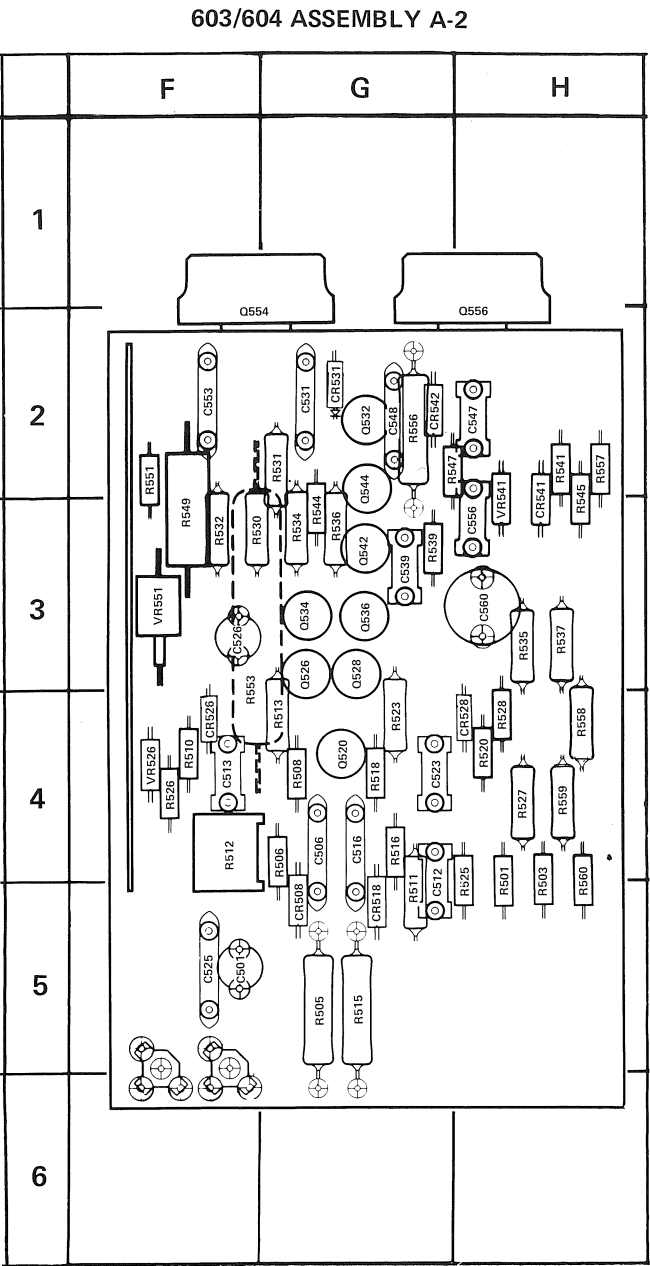 603/604 ASSEMBLY A-2
F
G
H
1
Q554
Q556
2
C553
C531
CR531
Q532
C548
R556
CR542
C547
R551
R549
R531
R547
R541
R557
Q544
VR541
CR541
R545
R532
R530
R534
R544
R536
Q542
C539
R539
C556
3
VR551
C526
Q534
Q536
C560
R535
R537
R553
Q526
Q528
R513
R523
CR526
CR528
R528
R558
4
VR526
R526
R510
C513
R508
Q520
R518
C523
R520
R527
R559
R512
R506
C506
C516
R516
CR508
CR518
R511
C512
R525
R501
R503
R560
5
C525
C501
R505
R515
6